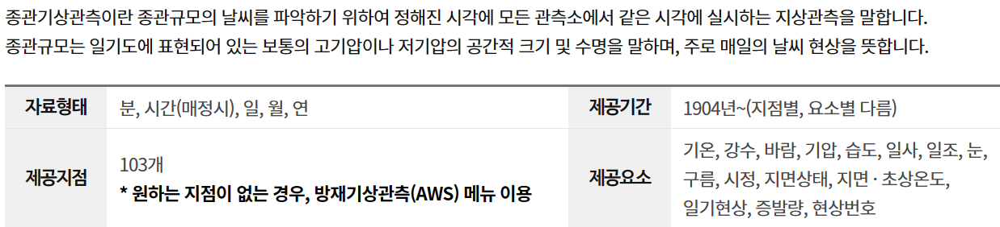 종관기상관측이란 종관규모의 날씨를 파악하기 위하여 정해진 시각에 모든 관측소에서 같은 시각에 실시하는 지상관측을 말합니다.
종관규모는 일기도에 표현되어 있는 보통의 고기압이나 저기압의 공간적 크기 및 수명을 말하며, 주로 매일의 날씨 현상을 뜻합니다.
자료형태
분, 시간(매정시), 일, 월, 연
제공기간
1904년~(지점별, 요소별 다름)
제공지점
103개
* 원하는 지점이 없는 경우, 방재기상관측(AWS) 메뉴 이용
제공요소
기온, 강수, 바람, 기압, 습도, 일사, 일조, 눈,
구름, 시정, 지면상태, 지면 · 초상온도,
일기현상, 증발량, 현상번호